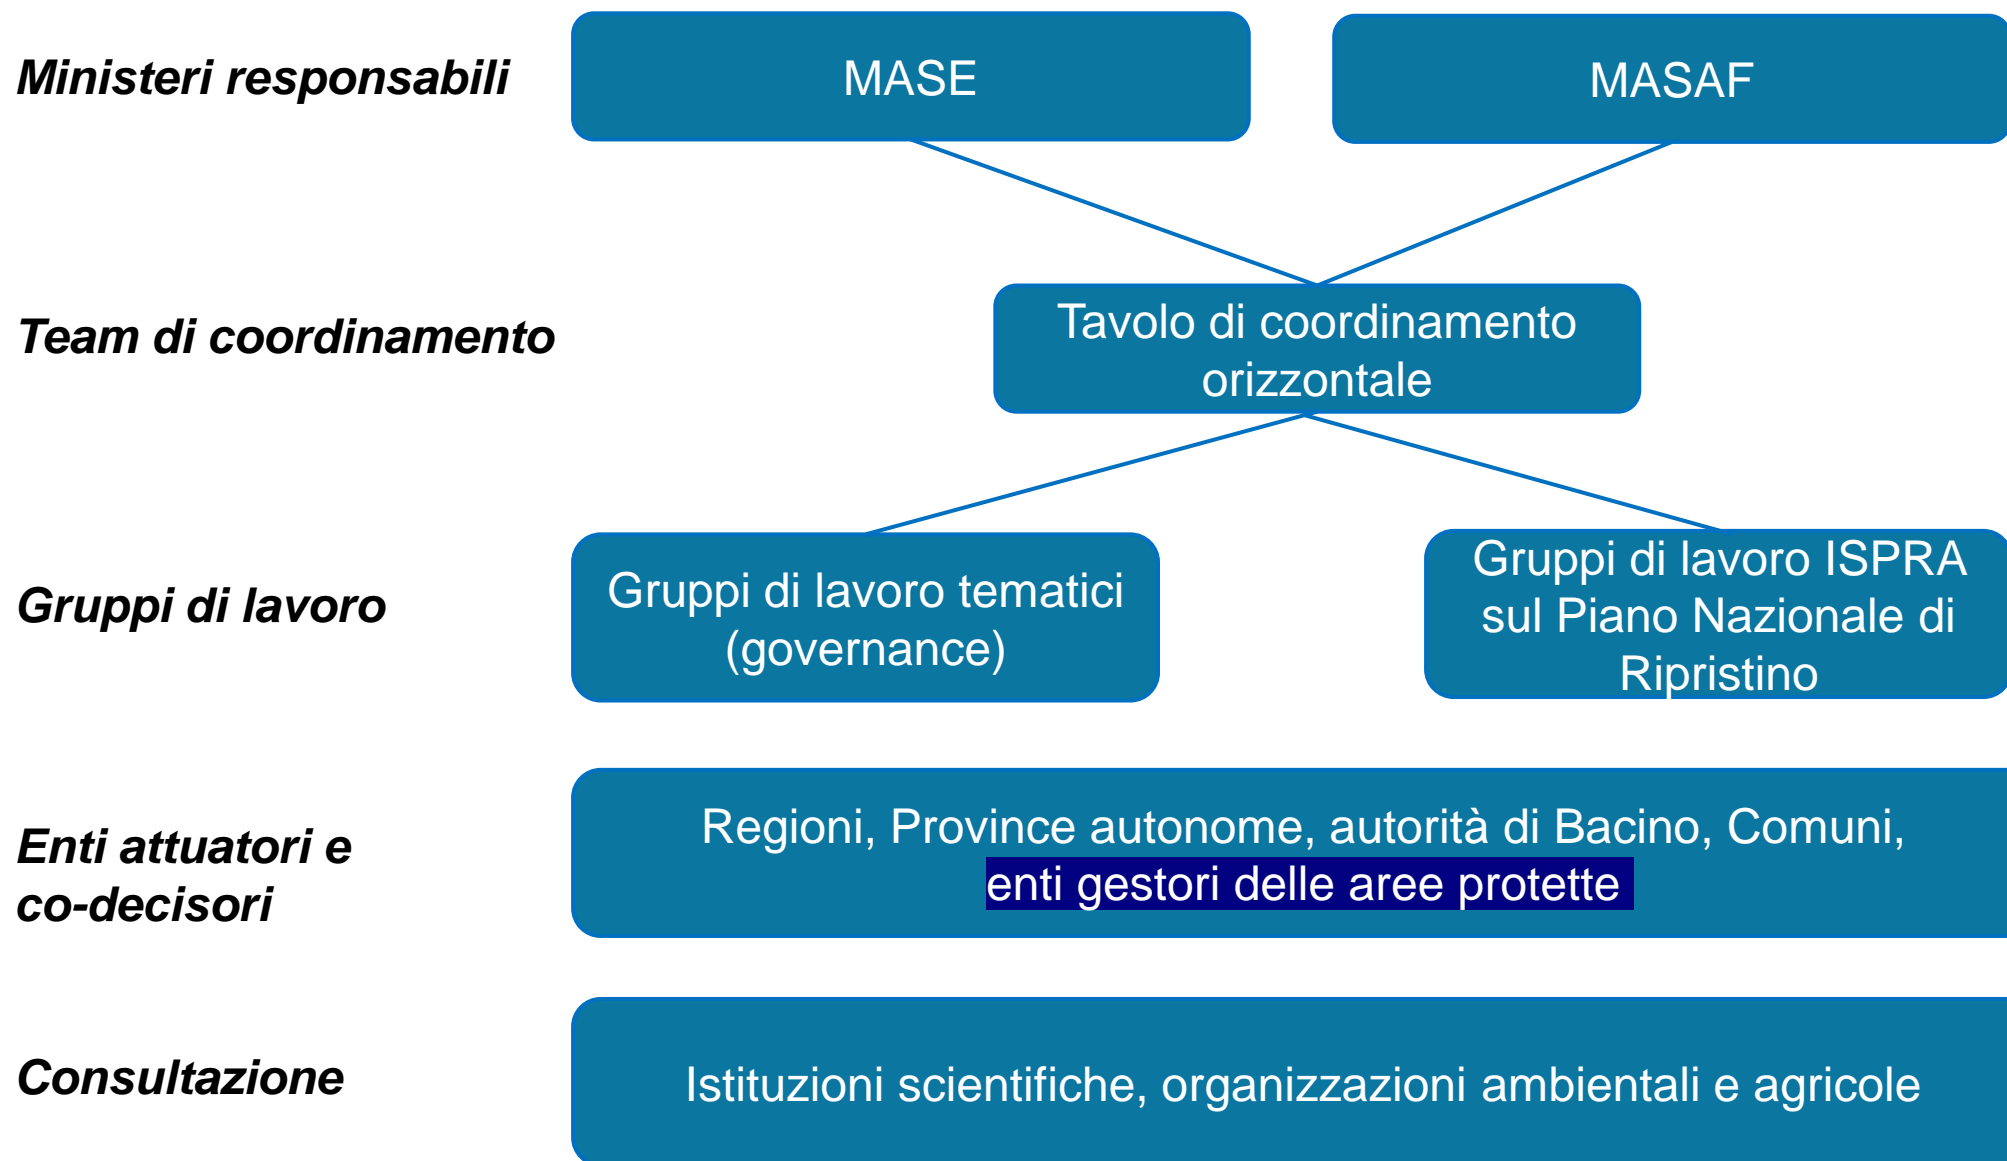 Ministeri responsabili
MASE
MASAF
Team di coordinamento
Tavolo di coordinamento
orizzontale
Gruppi di lavoro
Gruppi di lavoro tematici
(governance)
Gruppi di lavoro ISPRA
sul Piano Nazionale di
Ripristino
Enti attuatori e
co-decisori
Regioni, Province autonome, autorità di Bacino, Comuni,
enti gestori delle aree protette
Consultazione
Istituzioni scientifiche, organizzazioni ambientali e agricole